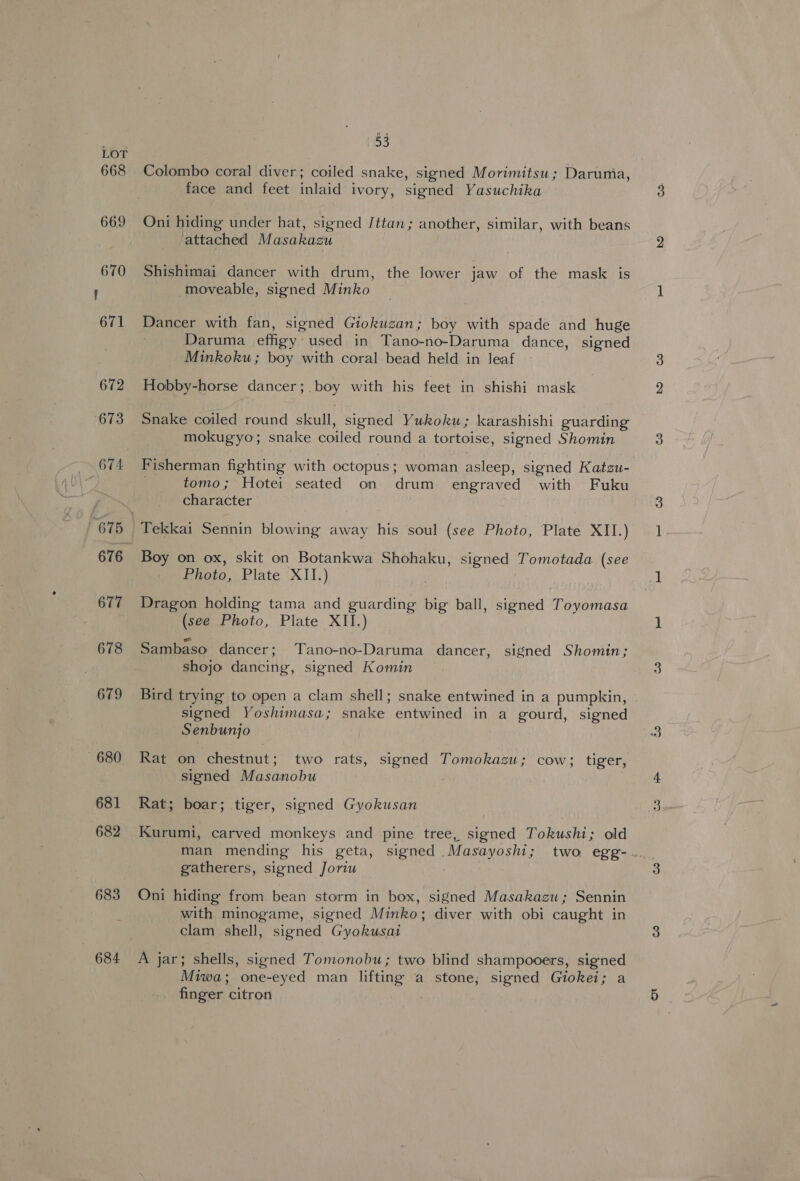 53
LOT
668 Colombo coral diver; coiled snake, signed Morimitsu; Daruma,
face and feet inlaid ivory, signed Yasuchika 3
669 Oni hiding under hat, signed Ittan; another, similar, with beans
attached Masakazu 2
670 Shishimai dancer with drum, the lower jaw of the mask is
moveable, signed Minko 1
671 Dancer with fan, signed Giokuzan; boy with spade and huge
Daruma effigy used in Tano-no-Daruma dance, signed
Minkoku; boy with coral bead held in leaf 3
672 Hobby-horse dancer; boy with his feet in shishi mask 2
673 Snake coiled round skull, signed Yukoku; karashishi guarding
mokugyo; snake coiled round a tortoise, signed Shomin 3
674 Fisherman fighting with octopus; woman asleep, signed Katzu-
tomo; Hotei seated on drum engraved with Fuku
character 3
675 Tekkai Sennin blowing away his soul (see Photo, Plate XII.) 1
676 Boy on ox, skit on Botankwa Shohaku, signed Tomotada (see
Photo, Plate XII.) 1
677 Dragon holding tama and guarding big ball, signed Toyomasa
(see Photo, Plate XII.) 1
678 Sambaso dancer; Tano-no-Daruma dancer, signed Shomin;
shojo dancing, signed Komin 3
679 Bird trying to open a clam shell; snake entwined in a pumpkin,
signed Yoshimasa; snake entwined in a gourd, signed
Senbunjo 3
680 Rat on chestnut; two rats, signed Tomokazu; cow; tiger,
signed Masanobu 4
681 Rat; boar; tiger, signed Gyokusan 3
682 Kurumi, carved monkeys and pine tree, signed Tokushi; old
man mending his geta, signed Masayoshi; two egg-
gatherers, signed Joriu 3
683 Oni hiding from bean storm in box, signed Masakazu; Sennin
with minogame, signed Minko; diver with obi caught in
clam shell, signed Gyokusai 3
684 A jar; shells, signed Tomonobu; two blind shampooers, signed
Miwa; one-eyed man lifting a stone, signed Giokei; a
finger citron 5